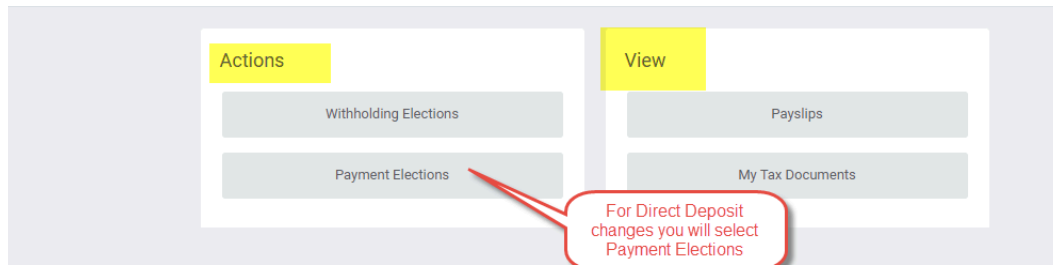 Actions
Withholding Elections
Payment Elections
View
Payslips
My Tax Documents
For Direct Deposit
changes you will select
Payment Elections